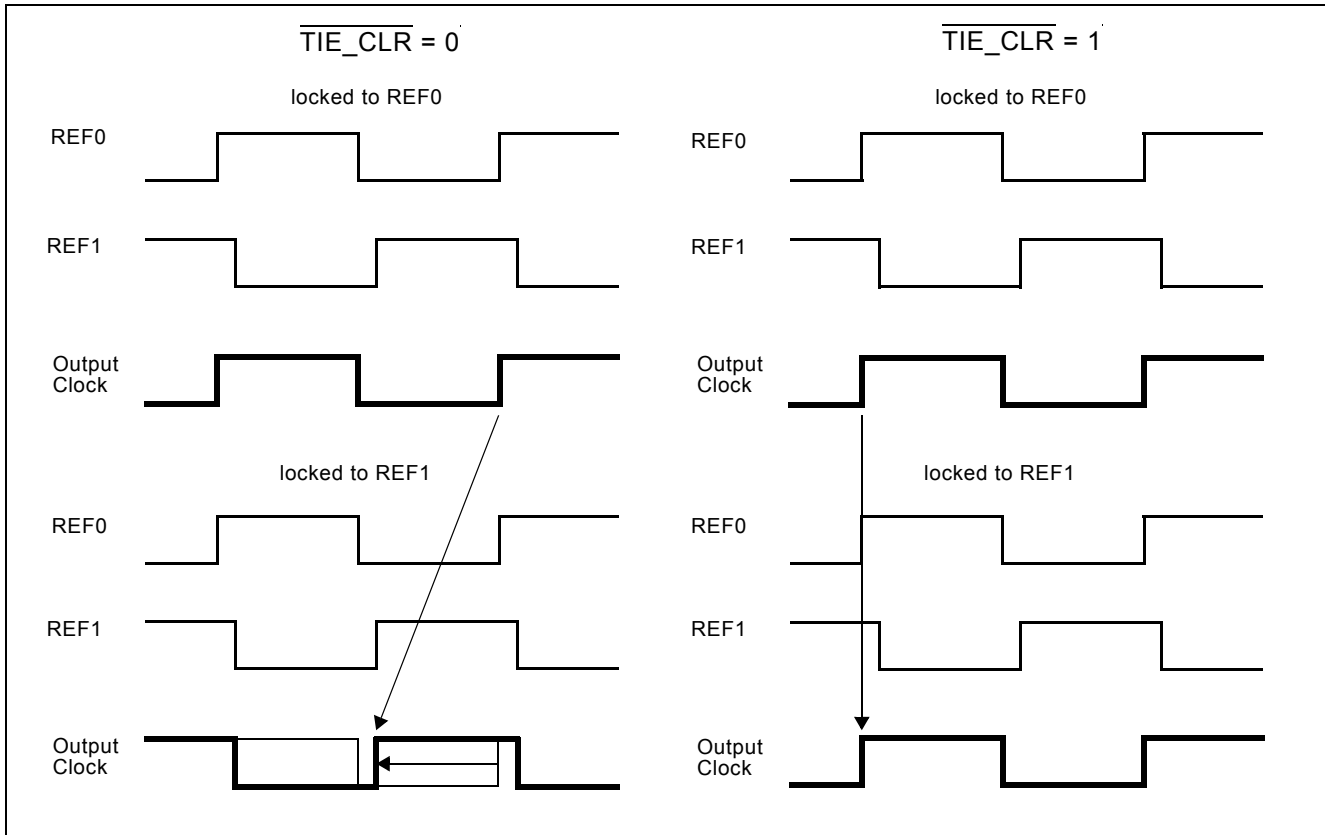 TIE_CLR = 0
locked to REF0
REF0
REF1
Output
Clock
locked to REF1
REF0
REF1
Output
Clock
TIE_CLR = 1
locked to REF0
REF0
REF1
Output
Clock
locked to REF1
REF0
REF1
Output
Clock